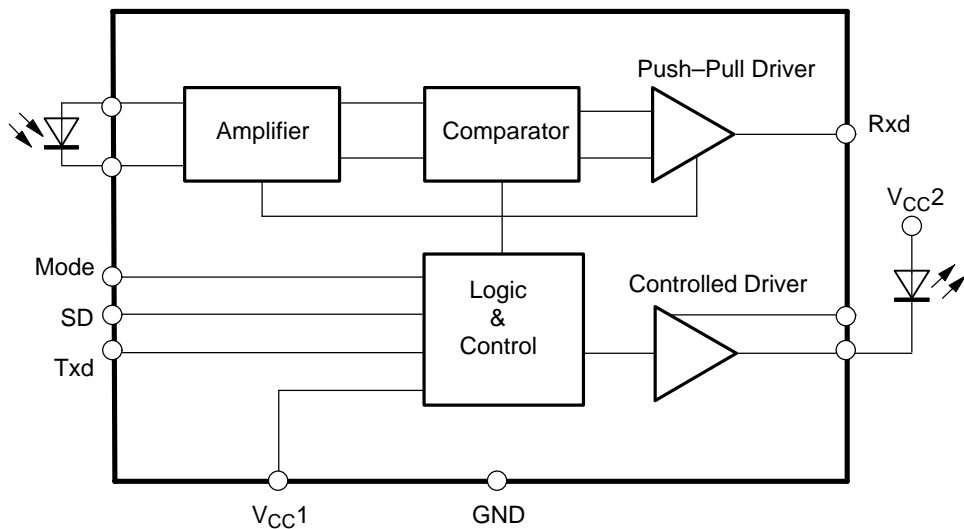 Push–Pull Driver
Amplifier
Comparator
Rxd
VCC2
Mode
SD
Txd
Logic
&
Control
Controlled Driver
VCC1
GND